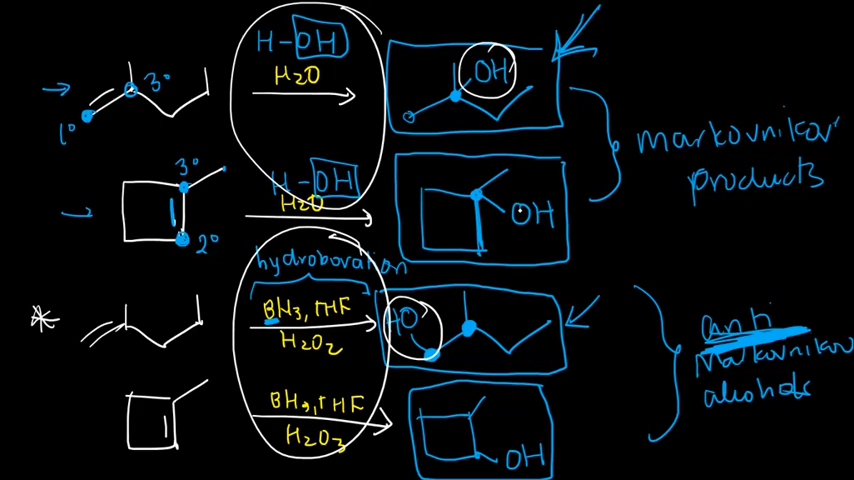 H-OH
H2O
3°
1°
OH
markovnikov
products
3°
H-OH
H2O
2°
OH
hydroboration
*
BH3, THF
H2O2
HO
anti
markovnikov
alcohols
BH3, THF
H2O2
OH